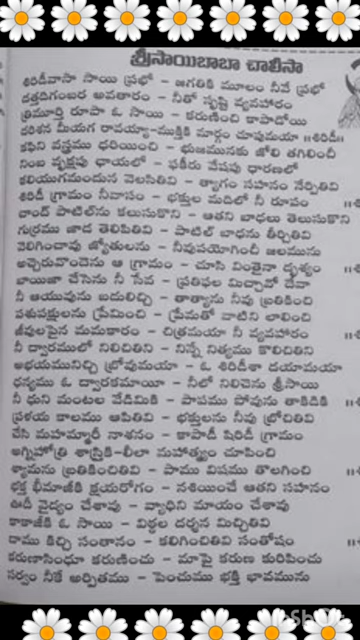 శ్రీసాయిబాబా చాలీసా
శిరిడీవాసా సాయి ప్రభో - జగతికి మూలం నీవే ప్రభో
దత్తదిగంబర అవతారం - నీతో సృష్టి వ్యవహారం
త్రిమూర్తి రూపా ఓ సాయి - కరుణించి కాపాడోయి
దరిశన మీయగ రావయ్యా-ముక్తికి మార్గం చూపుమయా ॥శిరిడీ॥
కఫిని వస్త్రము ధరియించి - భుజమునకు జోలి తగిలించీ
నింబ వృక్షపు ఛాయలో - ఫకీరు వేషపు ధారణలో
కలియుగమందున వెలసితివి - త్యాగం సహనం నేర్పితివి
శిరిడీ గ్రామం నీవాసం - భక్తుల మదిలో నీ రూపం ॥శి
చాంద్ పాటిల్‌ను కలుసుకొని - ఆతని బాధలు తెలుసుకొని
గుర్రము జాడ తెలిపితివి - పాటిల్ బాధను తీర్చితివి
వెలిగించావు జ్యోతులను - నీవుపయోగించీ జలమును
అచ్చెరువొందెను ఆ గ్రామం - చూసి వింతైనా దృశ్యం ॥శి
బాయిజా చేసెను నీ సేవ - ప్రతిఫల మిచ్చావో దేవా
నీ ఆయువును బదులిచ్చి - తాత్యాను నీవు బ్రతికించి
పశుపక్షులను ప్రేమించి - ప్రేమతో వాటిని లాలించి
జీవులపైన మమకారం - చిత్రమయా నీ వ్యవహారం ॥శి
నీ ద్వారములో నిలిచితిని - నిన్నే నిత్యము కొలిచితిని
అభయమునిచ్చి బ్రోవుమయా - ఓ శిరిడీశా దయామయా
ధన్యము ఓ ద్వారకమాయీ - నీలో నిలిచెను శ్రీసాయీ
నీ ధుని మంటల వేడిమికి - పాపము పోవును తాకిడికి ॥శి
ప్రళయ కాలము ఆపితివి - భక్తులను నీవు బ్రోచితివి
చేసి మహమ్మారీ నాశనం - కాపాడీ షిరిడీ గ్రామం
అగ్నిహోత్రి శాస్త్రికి-లీలా మహాత్మ్యం చూపించి
శ్యామను బ్రతికించితివి - పాము విషము తొలగించి ॥శి
భక్త భీమాజీకి క్షయరోగం - నశియించే ఆతని సహనం
ఊదీ వైద్యం చేశావు - వ్యాధిని మాయం చేశావు
కాకాజీకి ఓ సాయి - విఠ్ఠల దర్శన మిచ్చితివి
దాము కిచ్చి సంతానం - కలిగించితివి సంతోషం ॥శి
కరుణాసింధూ కరుణించు - మాపై కరుణ కురిపించు
సర్వం నీకే అర్పితము - పెంచుము భక్తి భావమును